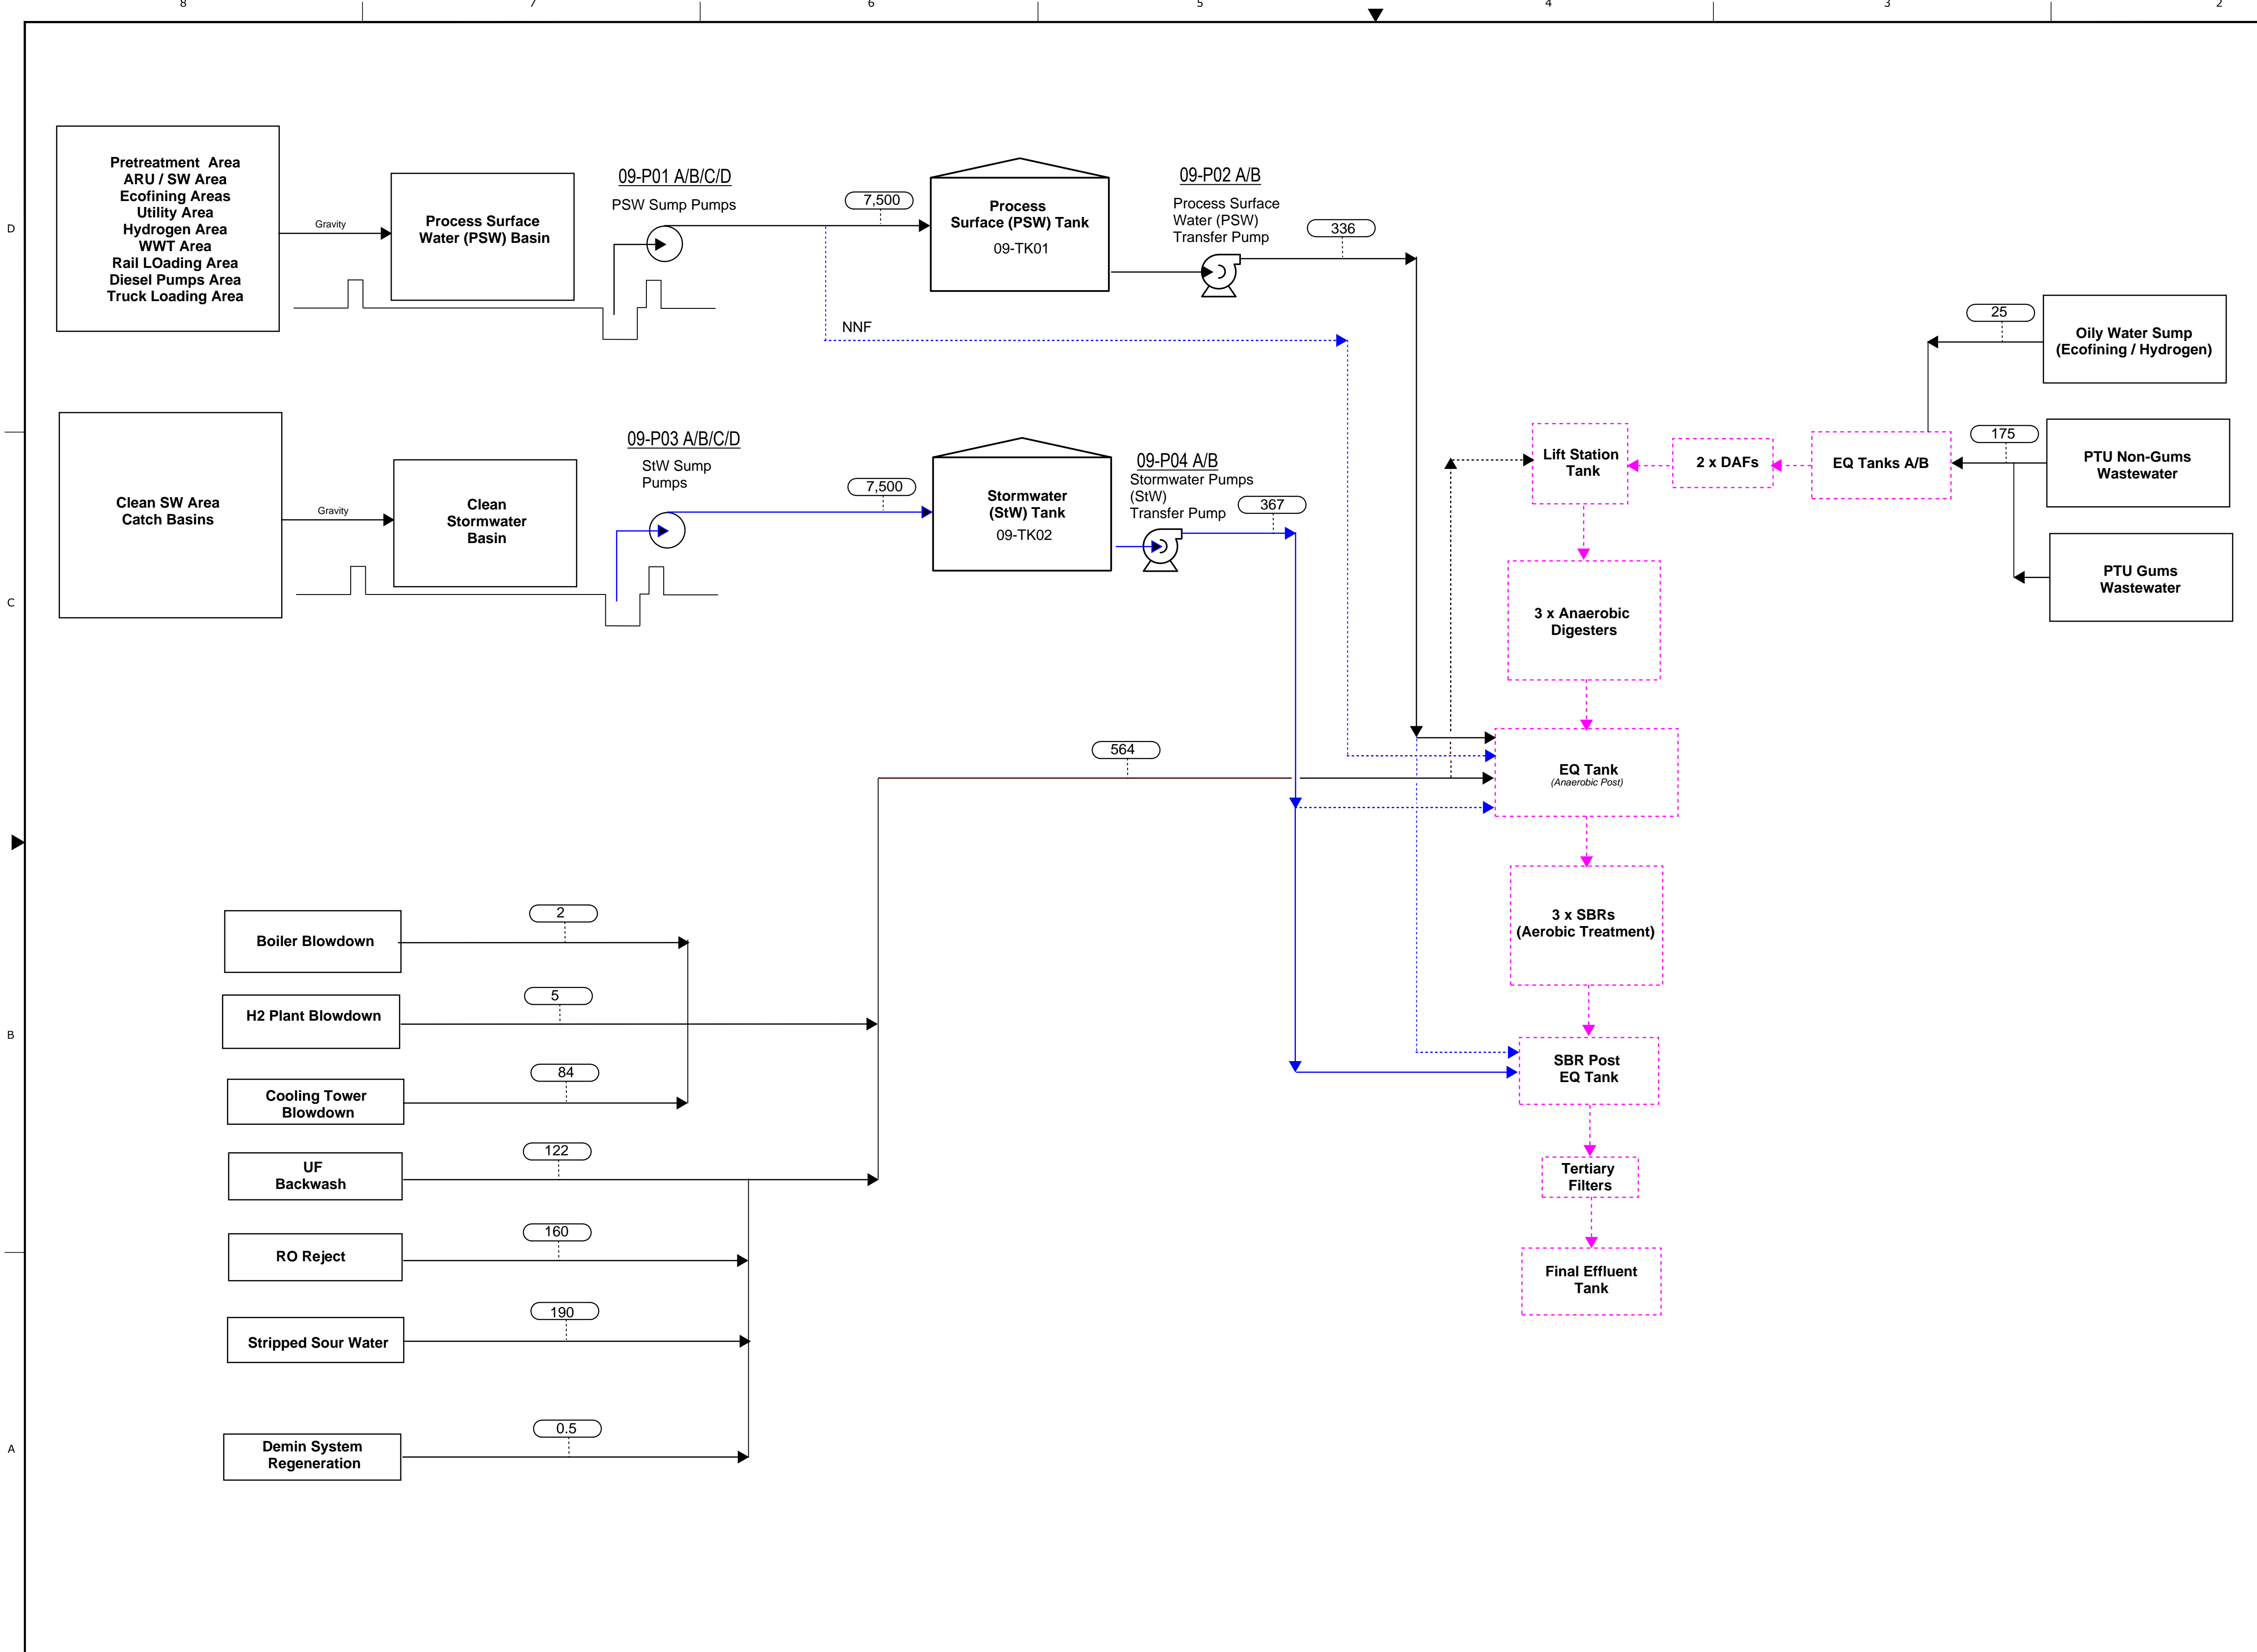 8
7
6
5
4
3
2
D
C
B
A
Pretreatment Area
ARU / SW Area
Ecofining Areas
Utility Area
Hydrogen Area
WWT Area
Rail LOading Area
Diesel Pumps Area
Truck Loading Area
Gravity
Process Surface
Water (PSW) Basin
09-P01 A/B/C/D
PSW Sump Pumps
7,500
Process
Surface (PSW) Tank
09-TK01
09-P02 A/B
Process Surface
Water (PSW)
Transfer Pump
336
NNF
25
Oily Water Sump
(Ecofining / Hydrogen)
Clean SW Area
Catch Basins
Gravity
Clean
Stormwater
Basin
09-P03 A/B/C/D
StW Sump
Pumps
7,500
Stormwater
(StW) Tank
09-TK02
09-P04 A/B
Stormwater Pumps
(StW)
Transfer Pump
367
Lift Station
Tank
2 x DAFs
EQ Tanks A/B
175
PTU Non-Gums
Wastewater
PTU Gums
Wastewater
3 x Anaerobic
Digesters
564
EQ Tank
(Anaerobic Post)
3 x SBRs
(Aerobic Treatment)
SBR Post
EQ Tank
Tertiary
Filters
Final Effluent
Tank
Boiler Blowdown
2
H2 Plant Blowdown
5
Cooling Tower
Blowdown
84
UF
Backwash
122
RO Reject
160
Stripped Sour Water
190
Demin System
Regeneration
0.5